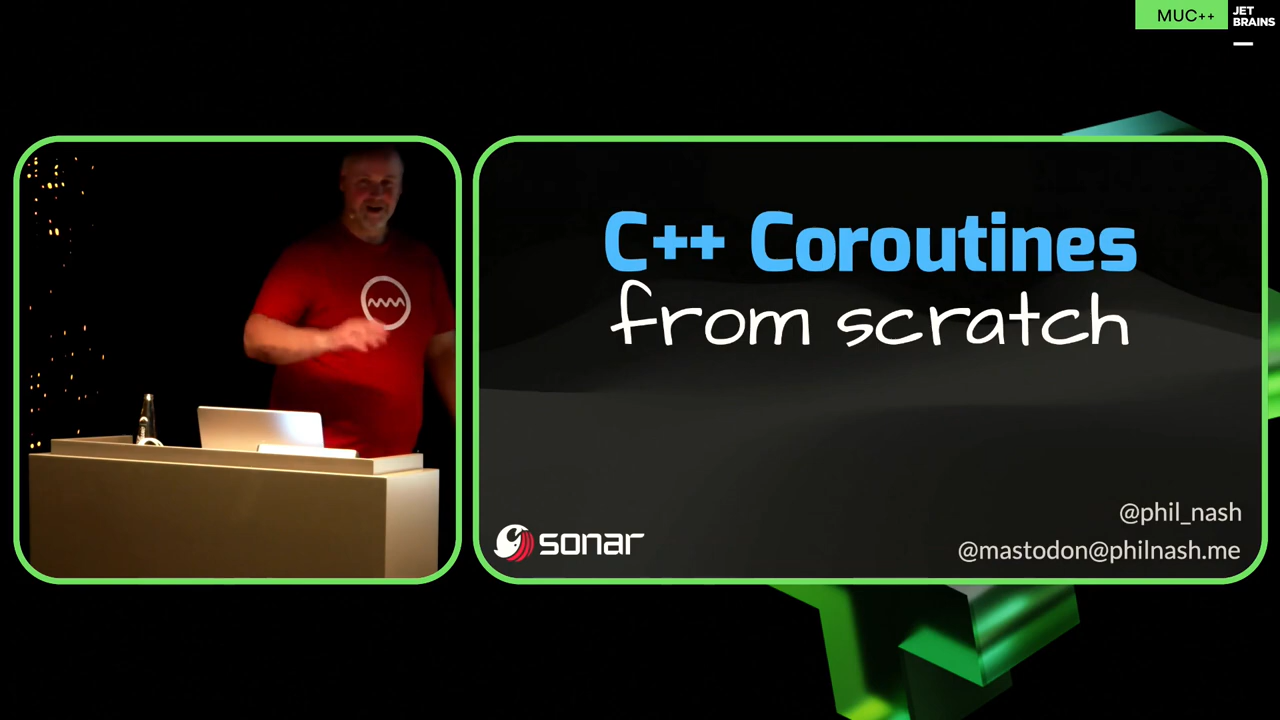 MUC++
JET
BRAINS
C++ Coroutines
from scratch
@phil_nash
@mastodon@philnash.me
sonar